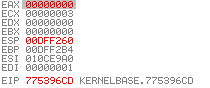 EAX 00000000
ECX 00000003
EDX 00000000
EBX 00000000
ESP 00DFF260
EBP 00DFF2B4
ESI 010CE9A0
EDI 00000001
EIP 775396CD KERNELBASE.775396CD